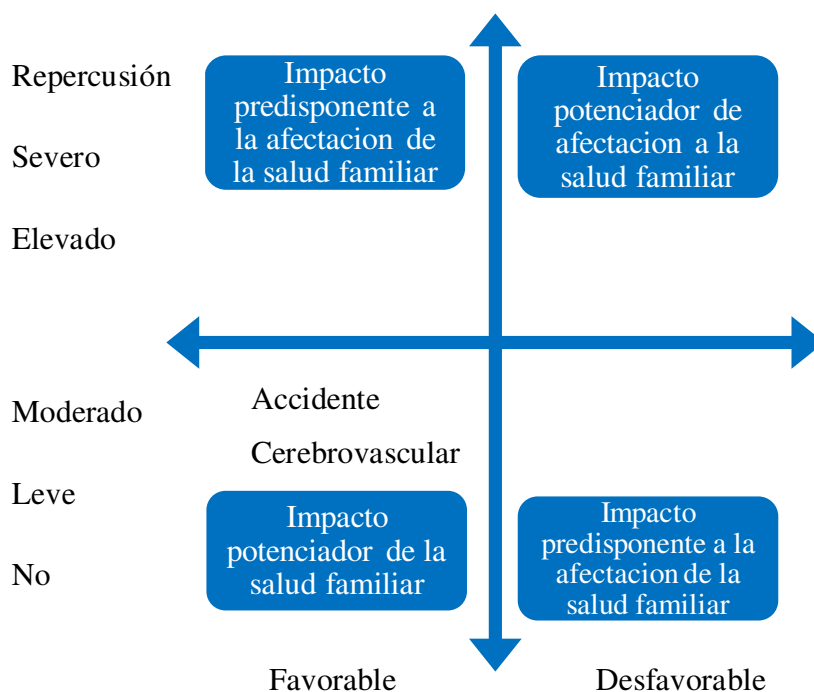 Repercusión
Severo
Elevado
Impacto
predisponente a
la afectacion de
la salud familiar
Impacto
potenciador de
afectacion a la
salud familiar
Moderado
Leve
No
Accidente
Cerebrovascular
Impacto
potenciador de la
salud familiar
Impacto
predisponente a la
afectacion de la
salud familiar
Favorable
Desfavorable